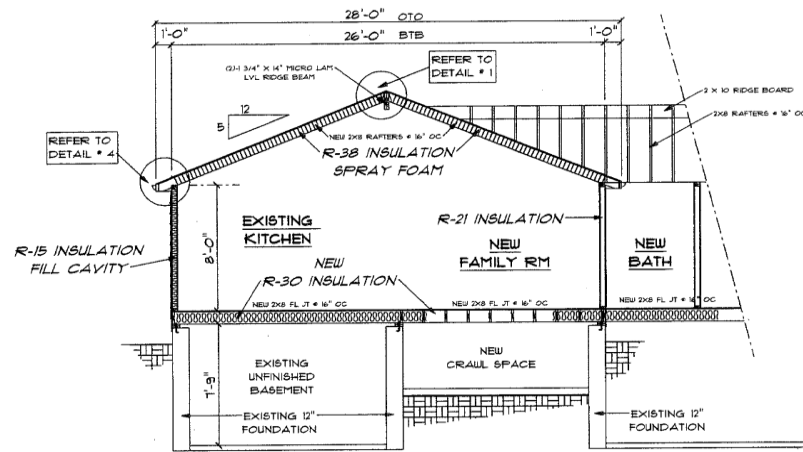 28'-0" OTO
1'-0"
26'-0" BTB
1'-0"
(2)-1 3/4" X 14" MICRO LAM
LVL RIDGE BEAM
REFER TO
DETAIL # 1
2 X 10 RIDGE BOARD
2X8 RAFTERS @ 16" OC
12
5
NEW 2X8 RAFTERS @ 16" OC
R-38 INSULATION
SPRAY FOAM
REFER TO
DETAIL # 4
EXISTING
KITCHEN
R-21 INSULATION
8'-0"
R-15 INSULATION
FILL CAVITY
NEW
R-30 INSULATION
NEW
FAMILY RM
NEW
BATH
NEW 2X8 FL JT @ 16" OC
NEW 2X8 FL JT @ 16" OC
NEW 2X8 FL JT @ 16" OC
7'-9"
EXISTING
UNFINISHED
BASEMENT
NEW
CRAWL SPACE
EXISTING 12"
FOUNDATION
EXISTING 12"
FOUNDATION